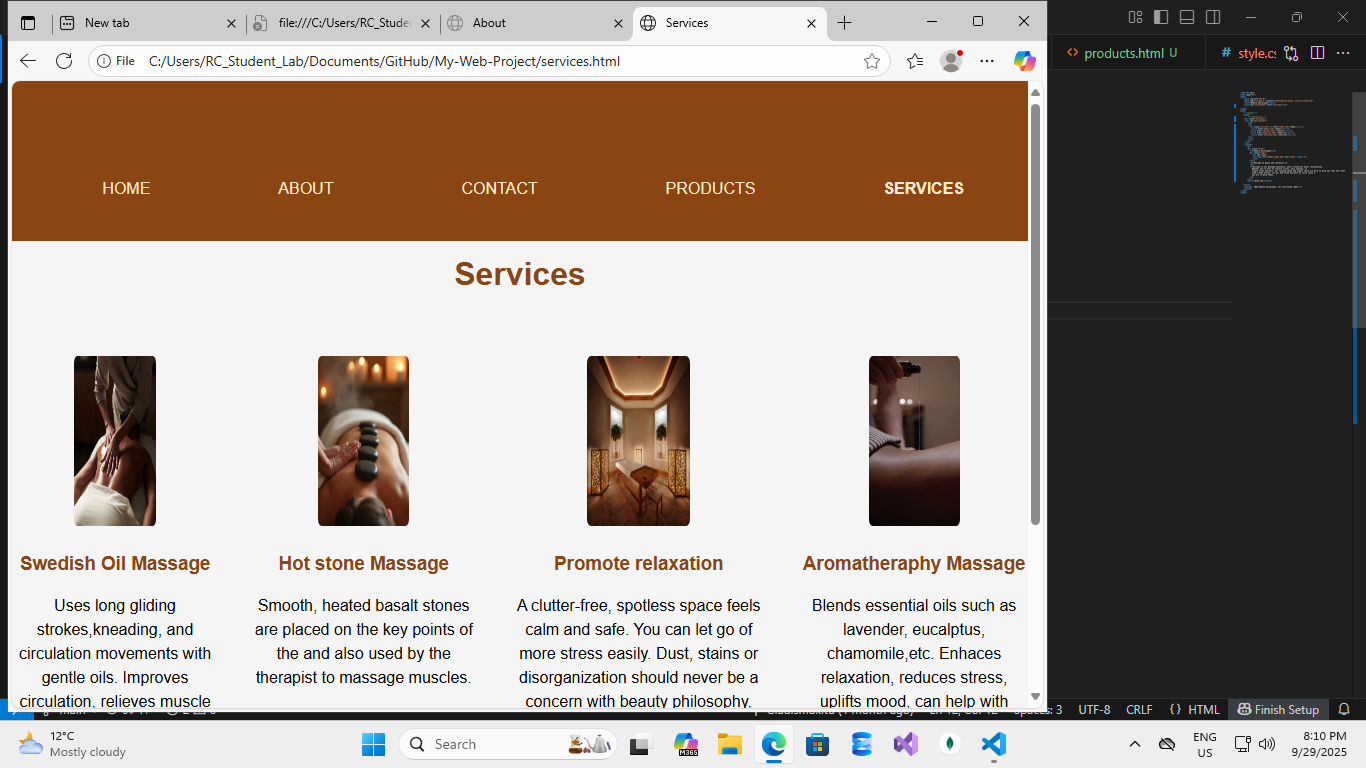 New tab
file:///C:/Users/RC_Stude
About
Services
File
C:/Users/RC_Student_Lab/Documents/GitHub/My-Web-Project/services.html
products.html U
# style.cs
HOME
ABOUT
CONTACT
PRODUCTS
SERVICES
Services
Swedish Oil Massage
Uses long gliding
strokes,kneading, and
circulation movements with
gentle oils. Improves
circulation, relieves muscle
Hot stone Massage
Smooth, heated basalt stones
are placed on the key points of
the and also used by the
therapist to massage muscles.
Promote relaxation
A clutter-free, spotless space feels
calm and safe. You can let go of
more stress easily. Dust, stains or
disorganization should never be a
concern with beauty philosophy,
Aromatheraphy Massage
Blends essential oils such as
lavender, eucalptus,
chamomile,etc. Enhaces
relaxation, reduces stress,
uplifts mood, can help with
UTF-8
CRLF
{ } HTML
Finish Setup
12°C
Mostly cloudy
Search
M365
ENG
US
8:10 PM
9/29/2025